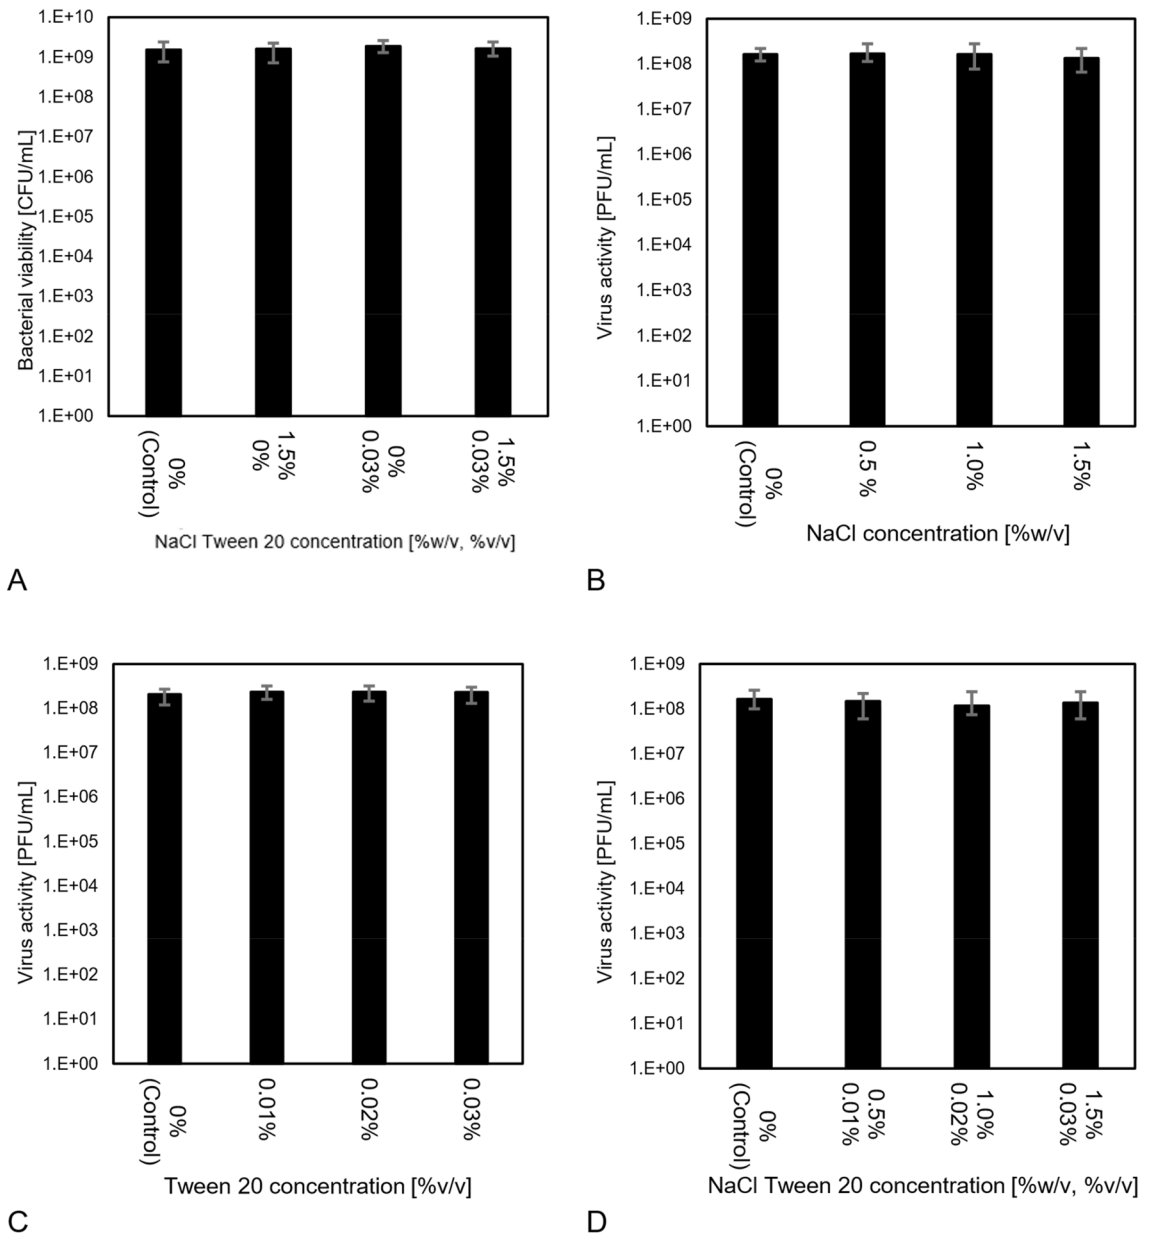 1.E+10
1.E+09
1.E+08
1.E+07
1.E+06
1.E+05
1.E+04
1.E+03
1.E+02
1.E+01
1.E+00
Bacterial viability [CFU/mL]
0%
(Control)
1.5%
0%
0%
0.03%
1.5%
0.03%
NaCl Tween 20 concentration [%w/v, %v/v]
A
1.E+09
1.E+08
1.E+07
1.E+06
1.E+05
1.E+04
1.E+03
1.E+02
1.E+01
1.E+00
Virus activity [PFU/mL]
0%
(Control)
0.5 %
1.0%
1.5%
NaCl concentration [%w/v]
B
1.E+09
1.E+08
1.E+07
1.E+06
1.E+05
1.E+04
1.E+03
1.E+02
1.E+01
1.E+00
Virus activity [PFU/mL]
0%
(Control)
0.01%
0.02%
0.03%
Tween 20 concentration [%v/v]
C
1.E+09
1.E+08
1.E+07
1.E+06
1.E+05
1.E+04
1.E+03
1.E+02
1.E+01
1.E+00
Virus activity [PFU/mL]
0%
(Control)
0.5%
0.01%
1.0%
0.02%
1.5%
0.03%
NaCl Tween 20 concentration [%w/v, %v/v]
D